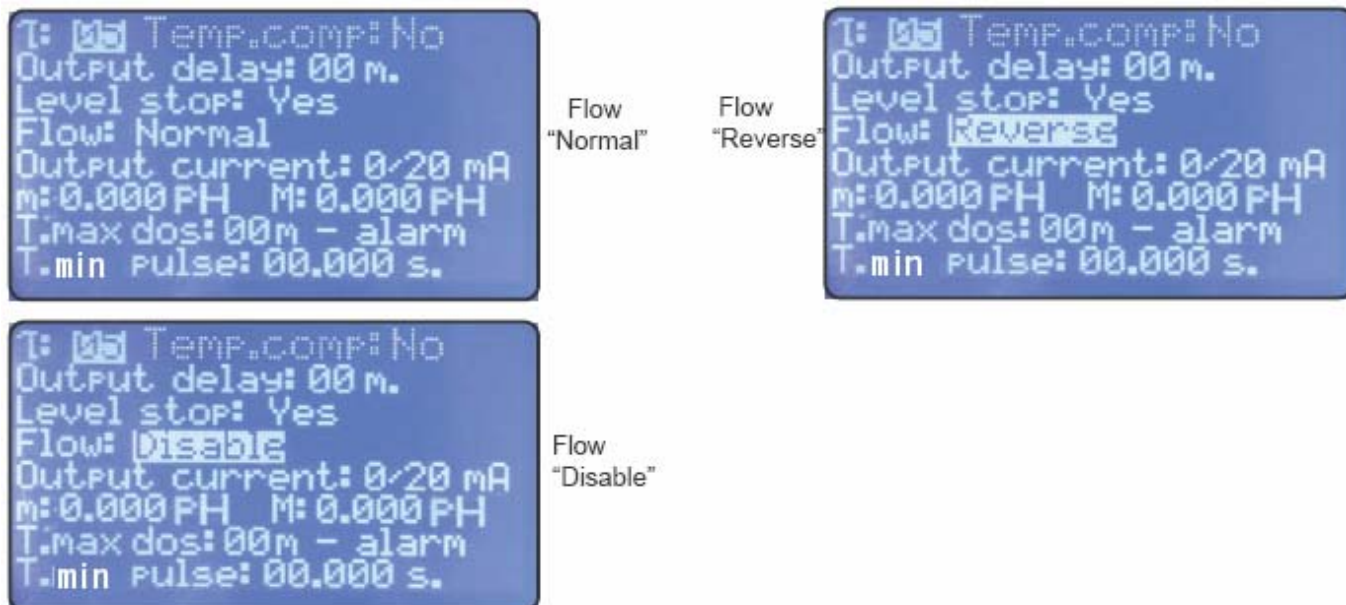 τ: 05 Temp.comp:No
Output delay: 00 m.
Level stop: Yes
Flow: Normal
Output current: 0/20 mA
m: 0.000 pH M: 0.000 pH
T.max dos: 00m - alarm
T.min pulse: 00.000 s.
Flow
“Normal”
Flow
“Reverse”
τ: 05 Temp.comp:No
Output delay: 00 m.
Level stop: Yes
Flow: Reverse
Output current: 0/20 mA
m: 0.000 pH M: 0.000 pH
T.max dos: 00m - alarm
T.min pulse: 00.000 s.
τ: 05 Temp.comp:No
Output delay: 00 m.
Level stop: Yes
Flow: Disable
Output current: 0/20 mA
m: 0.000 pH M: 0.000 pH
T.max dos: 00m - alarm
T.min pulse: 00.000 s.
Flow
“Disable”